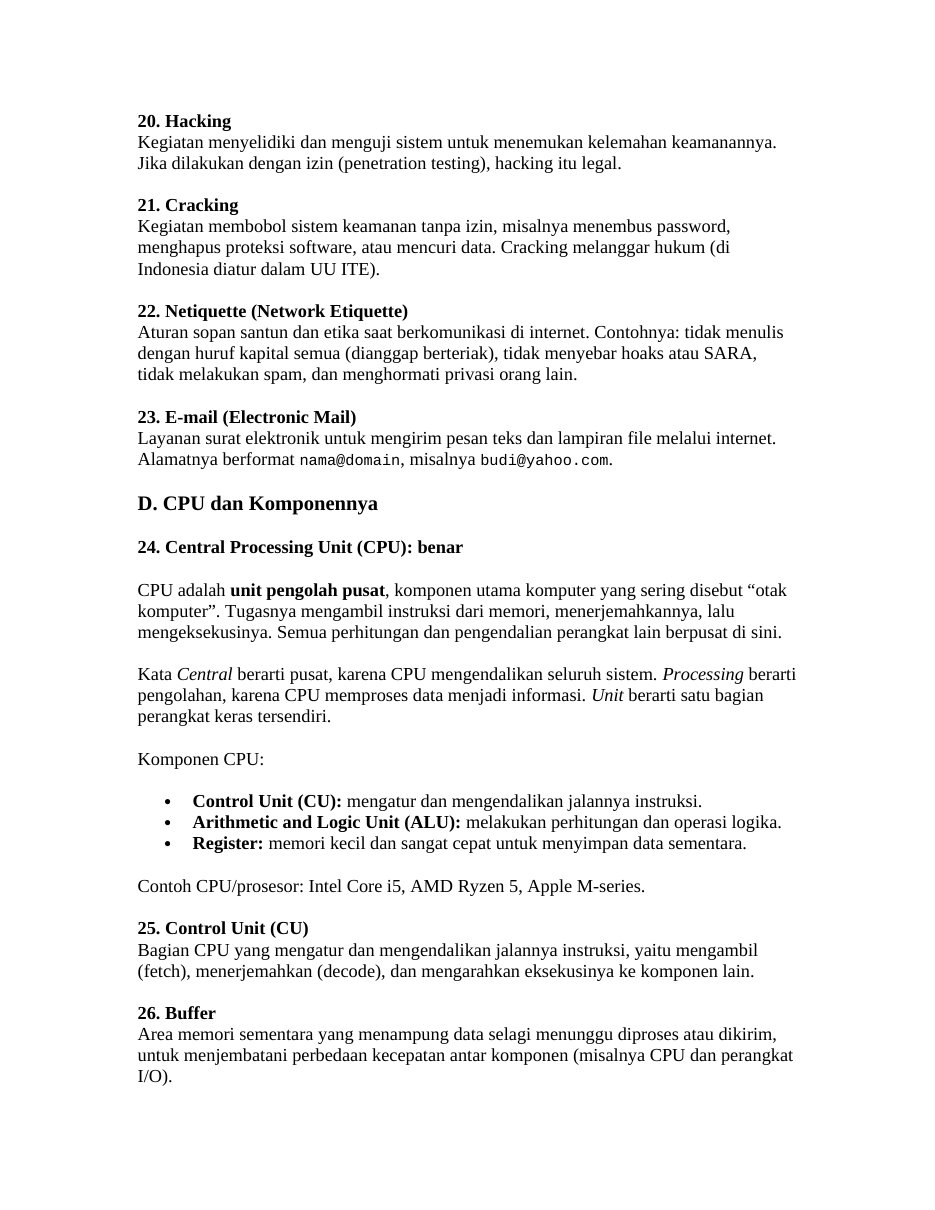 20. Hacking
Kegiatan menyelidiki dan menguji sistem untuk menemukan kelemahan keamanannya.
Jika dilakukan dengan izin (penetration testing), hacking itu legal.
21. Cracking
Kegiatan membobol sistem keamanan tanpa izin, misalnya menembus password,
menghapus proteksi software, atau mencuri data. Cracking melanggar hukum (di
Indonesia diatur dalam UU ITE).
22. Netiquette (Network Etiquette)
Aturan sopan santun dan etika saat berkomunikasi di internet. Contohnya: tidak menulis
dengan huruf kapital semua (dianggap berteriak), tidak menyebar hoaks atau SARA,
tidak melakukan spam, dan menghormati privasi orang lain.
23. E-mail (Electronic Mail)
Layanan surat elektronik untuk mengirim pesan teks dan lampiran file melalui internet.
Alamatnya berformat nama@domain, misalnya budi@yahoo.com.
D. CPU dan Komponennya
24. Central Processing Unit (CPU): benar
CPU adalah unit pengolah pusat, komponen utama komputer yang sering disebut “otak
komputer”. Tugasnya mengambil instruksi dari memori, menerjemahkannya, lalu
mengeksekusinya. Semua perhitungan dan pengendalian perangkat lain berpusat di sini.
Kata Central berarti pusat, karena CPU mengendalikan seluruh sistem. Processing berarti
pengolahan, karena CPU memproses data menjadi informasi. Unit berarti satu bagian
perangkat keras tersendiri.
Komponen CPU:
• Control Unit (CU): mengatur dan mengendalikan jalannya instruksi.
• Arithmetic and Logic Unit (ALU): melakukan perhitungan dan operasi logika.
• Register: memori kecil dan sangat cepat untuk menyimpan data sementara.
Contoh CPU/prosesor: Intel Core i5, AMD Ryzen 5, Apple M-series.
25. Control Unit (CU)
Bagian CPU yang mengatur dan mengendalikan jalannya instruksi, yaitu mengambil
(fetch), menerjemahkan (decode), dan mengarahkan eksekusinya ke komponen lain.
26. Buffer
Area memori sementara yang menampung data selagi menunggu diproses atau dikirim,
untuk menjembatani perbedaan kecepatan antar komponen (misalnya CPU dan perangkat
I/O).